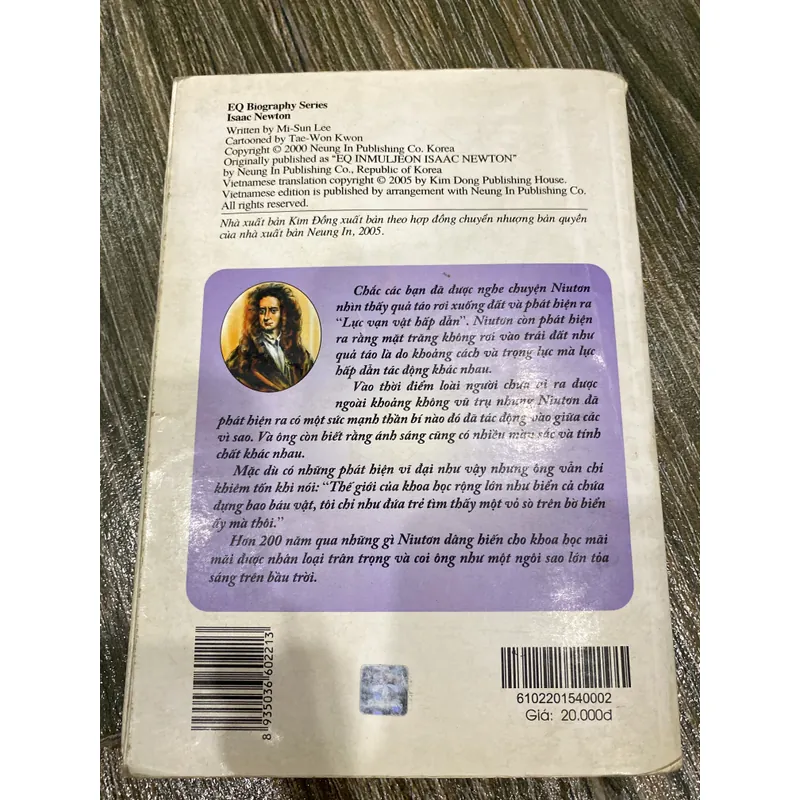 EQ Biography Series
Isaac Newton
Written by Mi-Sun Lee
Cartooned by Tae-Won Kwon
Copyright © 2000 Neung In Publishing Co. Korea
Originally published as "EQ INMULJEON ISAAC NEWTON"
by Neung In Publishing Co., Republic of Korea
Vietnamese translation copyright © 2005 by Kim Dong Publishing House.
Vietnamese edition is published by arrangement with Neung In Publishing Co.
All rights reserved.
Nhà xuất bản Kim Đồng xuất bản theo hợp đồng chuyển nhượng bản quyền
của nhà xuất bản Neung In, 2005.
Chắc các bạn đã được nghe chuyện Niutơn
nhìn thấy quả táo rơi xuống đất và phát hiện ra
"Lực vạn vật hấp dẫn". Niutơn còn phát hiện
ra rằng mặt trăng không rơi vào trái đất như
quả táo là do khoảng cách và trọng lực mà lực
hấp dẫn tác động khác nhau.
Vào thời điểm loài người chưa đi ra được
ngoài khoảng không vũ trụ nhưng Niutơn đã
phát hiện ra có một sức mạnh thần bí nào đó đã tác động vào giữa các
vì sao. Và ông còn biết rằng ánh sáng cũng có nhiều màu sắc và tính
chất khác nhau.
Mặc dù có những phát hiện vĩ đại như vậy nhưng ông vẫn chỉ
khiêm tốn khi nói: "Thế giới của khoa học rộng lớn như biển cả chứa
đựng bao báu vật, tôi chỉ như đứa trẻ tìm thấy một vỏ sò trên bờ biển
ấy mà thôi."
Hơn 200 năm qua những gì Niutơn dâng hiến cho khoa học mãi
mãi được nhân loại trân trọng và coi ông như một ngôi sao lớn tỏa
sáng trên bầu trời.
8 935036 602213
6102201540002
Giá: 20.000đ